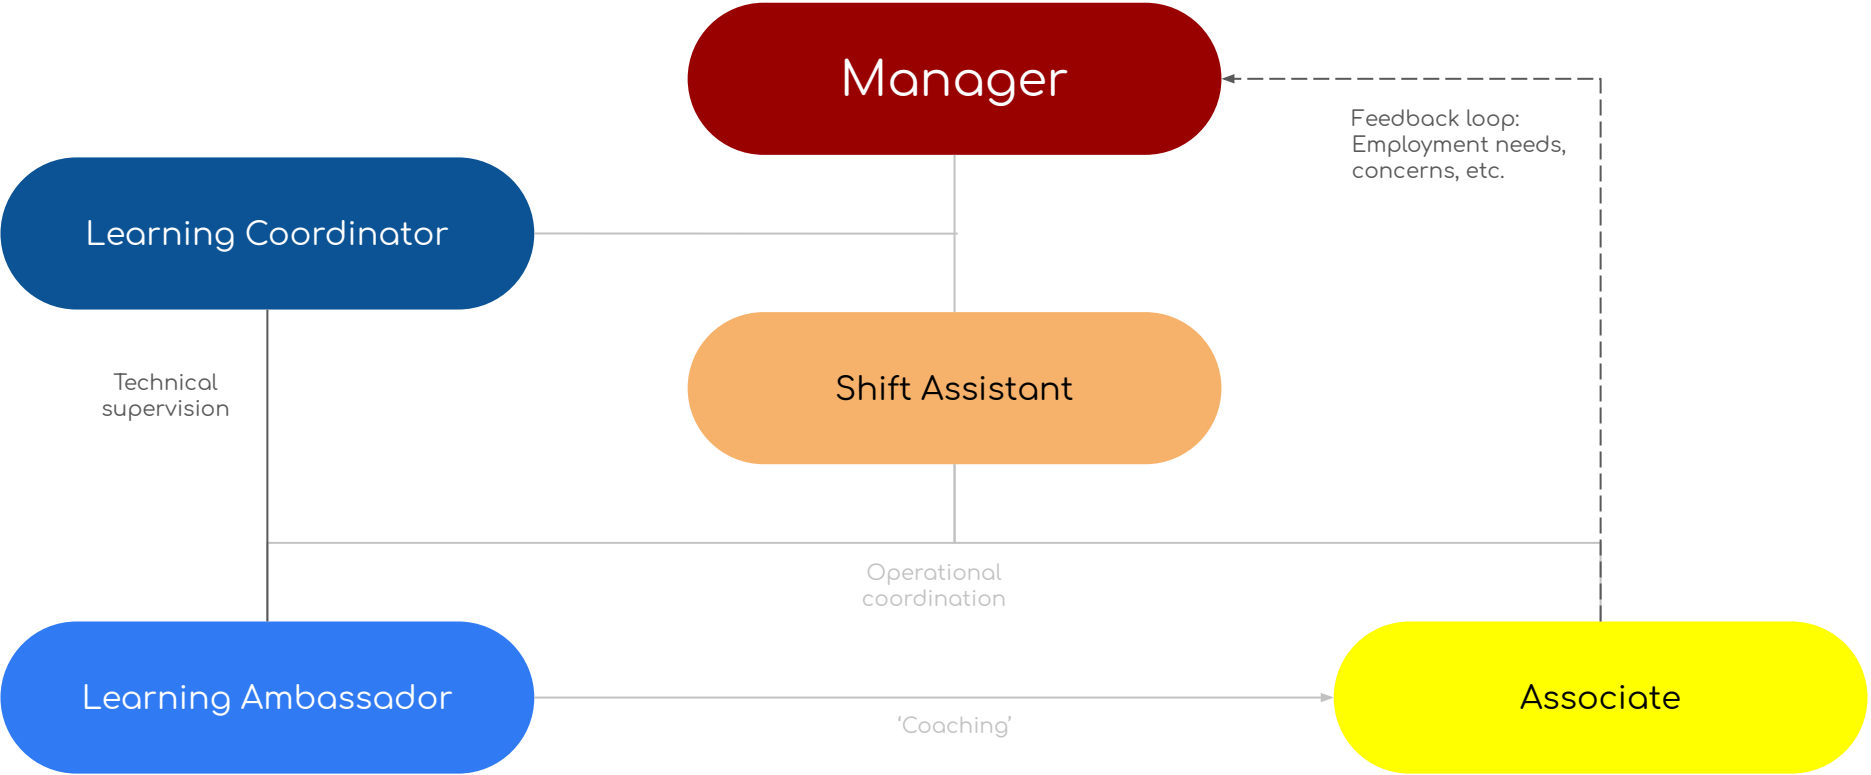 Manager
Feedback loop:
Employment needs,
concerns, etc.
Learning Coordinator
Technical
supervision
Shift Assistant
Operational
coordination
Learning Ambassador
‘Coaching’
Associate